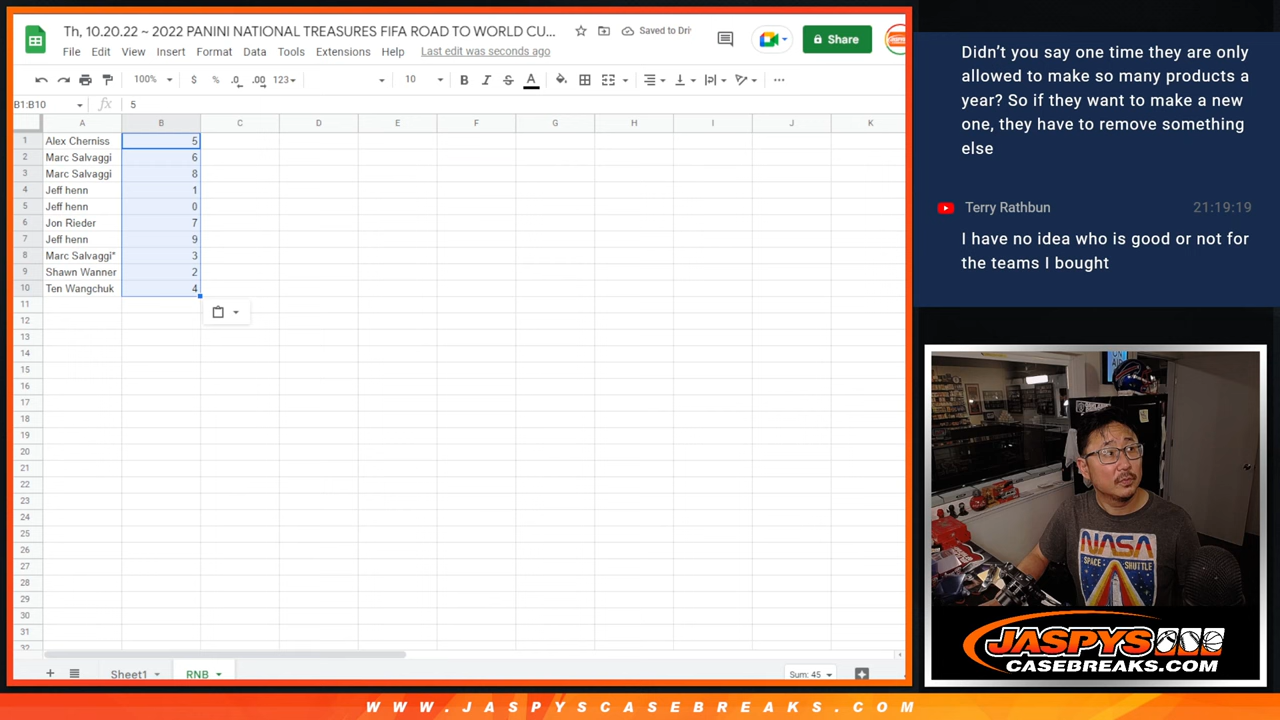 Th, 10.20.22 ~ 2022 PANINI NATIONAL TREASURES FIFA ROAD TO WORLD CU...
Saved to Dri
Share
File Edit View Insert Format Data Tools Extensions Help Last edit was seconds ago
100% $ % .0 .00 123 10 B I S A
B1:B10 fx 5
A B C D E F G H I J K
1 Alex Cherniss 5
2 Marc Salvaggi 6
3 Marc Salvaggi 8
4 Jeff henn 1
5 Jeff henn 0
6 Jon Rieder 7
7 Jeff henn 9
8 Marc Salvaggi* 3
9 Shawn Wanner 2
10 Ten Wangchuk 4
11
12
13
14
15
16
17
18
19
20
21
22
23
24
25
26
27
28
29
30
31
32
Sheet1 RNB Sum: 45
Didn't you say one time they are only
allowed to make so many products a
year? So if they want to make a new
one, they have to remove something
else
Terry Rathbun 21:19:19
I have no idea who is good or not for
the teams I bought
ON
AIR
NASA
SPACE SHUTTLE
JASPYS
CASEBREAKS.COM
WWW.JASPYSCASEBREAKS.COM